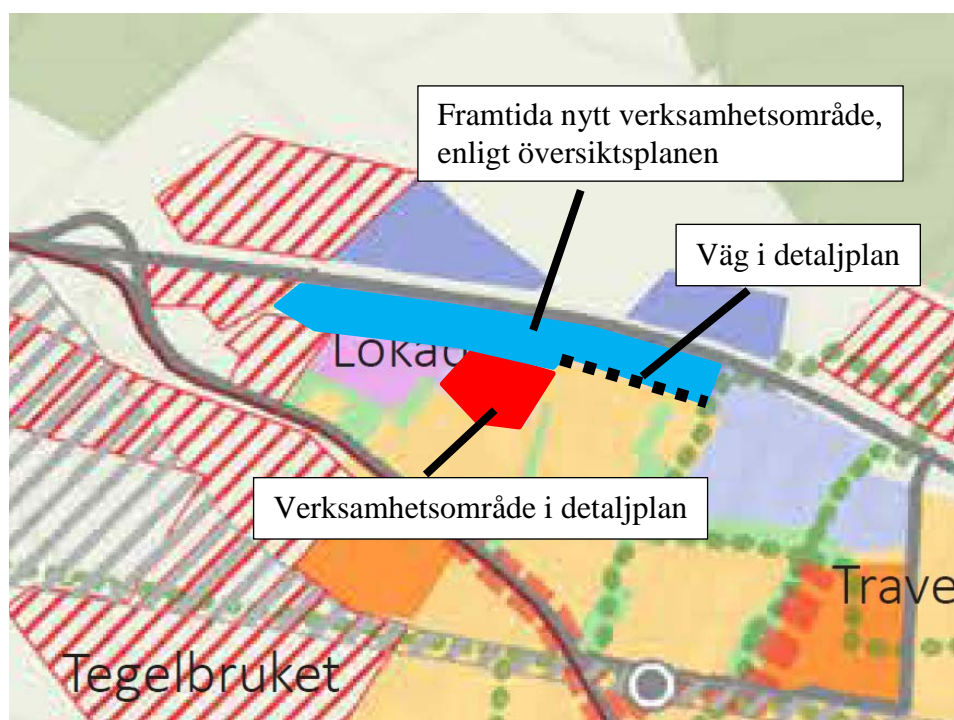 Framtida nytt verksamhetsområde,
enligt översiktsplanen
Väg i detaljplan
Verksamhetsområde i detaljplan
Tegelbruket